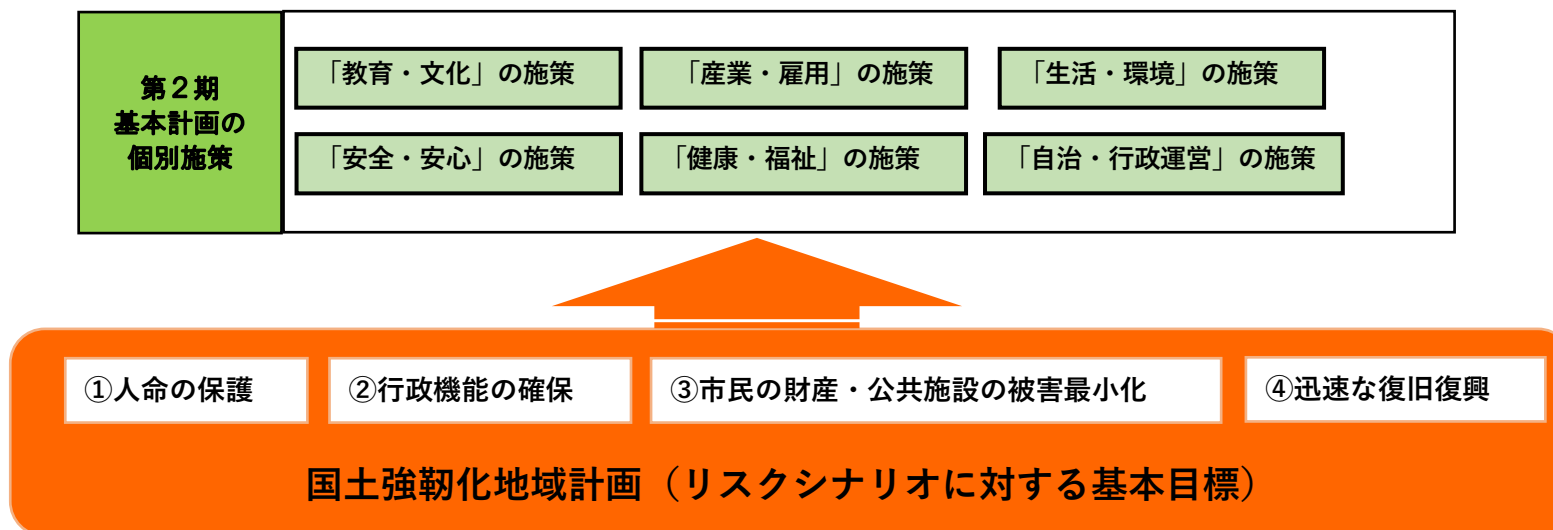 第２期
基本計画の
個別施策
「教育・文化」の施策
「産業・雇用」の施策
「生活・環境」の施策
「安全・安心」の施策
「健康・福祉」の施策
「自治・行政運営」の施策
①人命の保護
②行政機能の確保
③市民の財産・公共施設の被害最小化
④迅速な復旧復興
国土強靭化地域計画（リスクシナリオに対する基本目標）